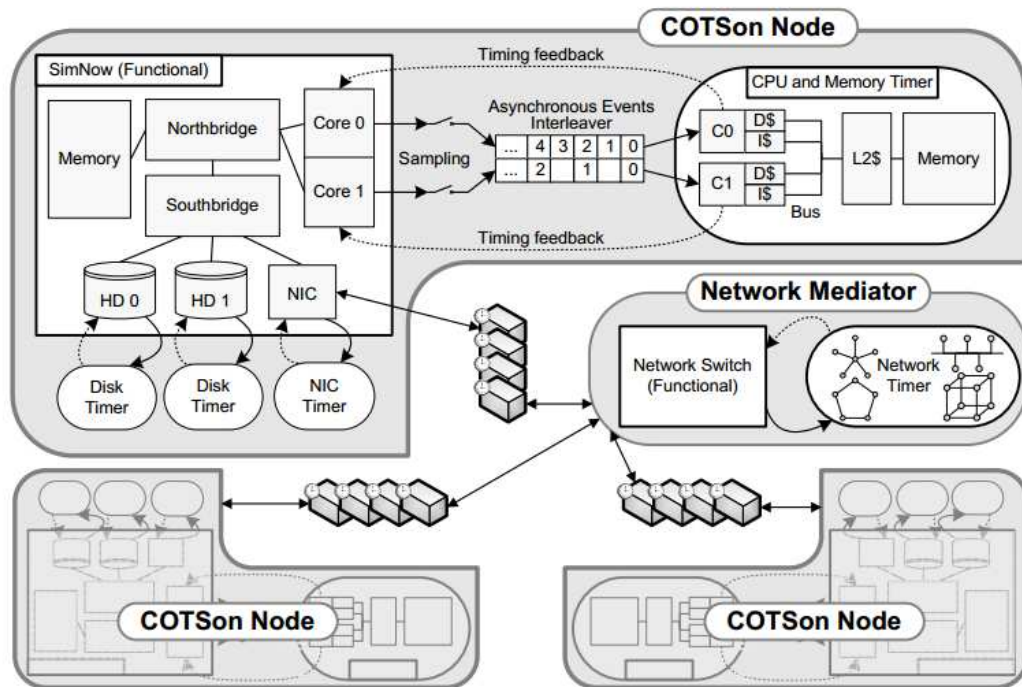 COTSon Node
SimNow (Functional)
Memory
Northbridge
Southbridge
Core 0
Core 1
HD 0
HD 1
NIC
Disk
Timer
Disk
Timer
NIC
Timer
Timing feedback
Sampling
Asynchronous Events
Interleaver
... 4 3 2 1 0
... 2 1 0
Timing feedback
CPU and Memory Timer
C0
D$
I$
C1
D$
I$
Bus
L2$
Memory
Network Mediator
Network Switch
(Functional)
Network
Timer
COTSon Node
COTSon Node